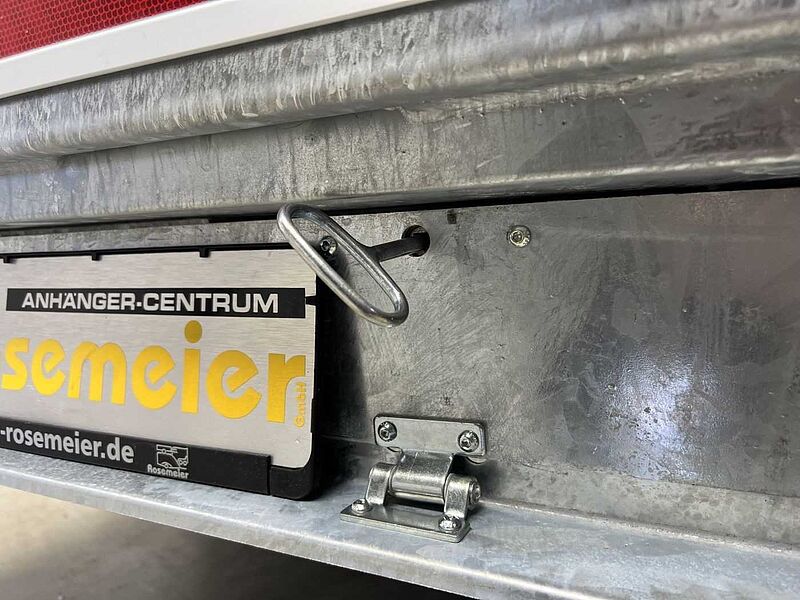 ANHÄNGER-CENTRUM
semeier
GmbH
-rosemeier.de
Rosemeier